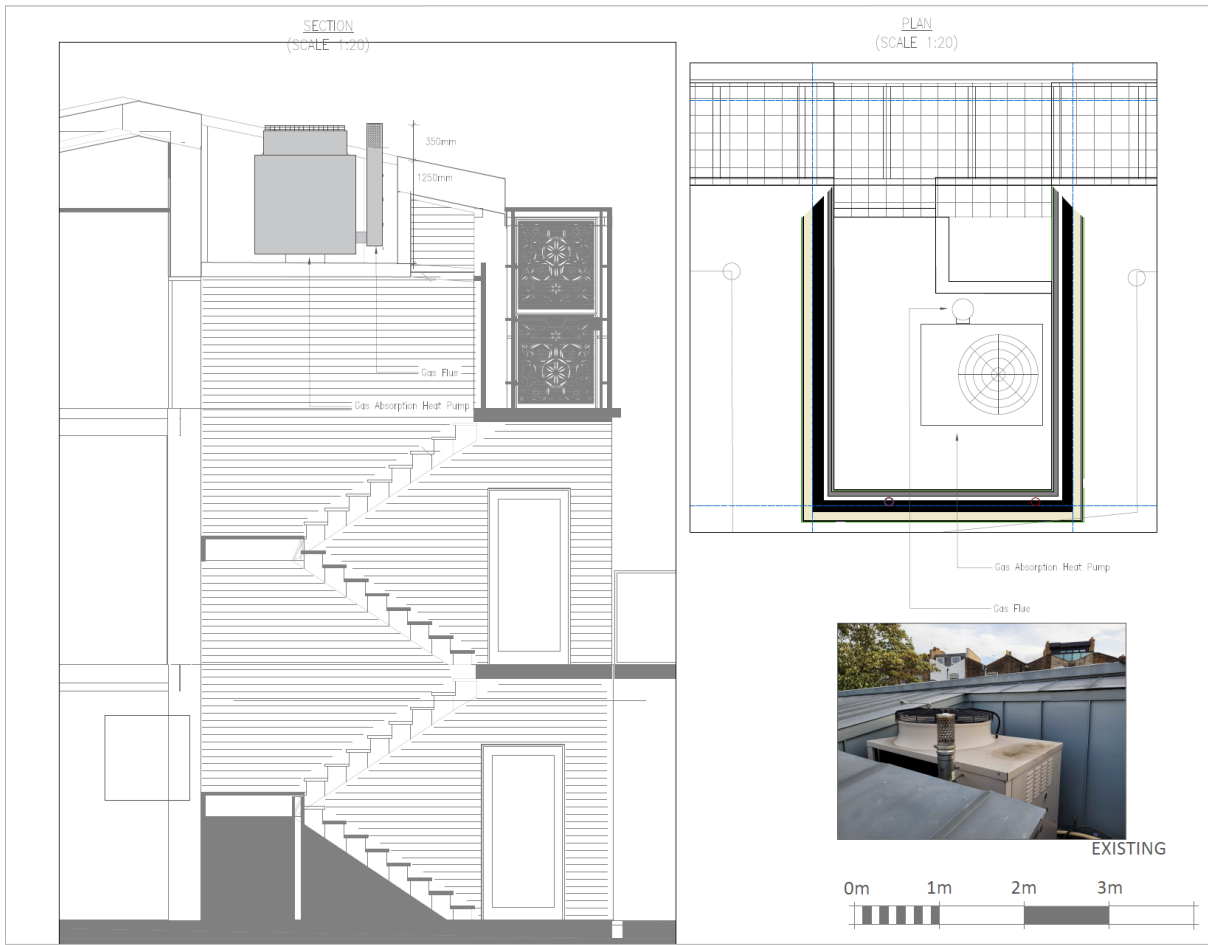 SECTION
(SCALE 1:20)
PLAN
(SCALE 1:20)
350mm
1250mm
Gas Flue
Gas Absorption Heat Pump
Gas Absorption Heat Pump
Gas Flue
EXISTING
0m 1m 2m 3m